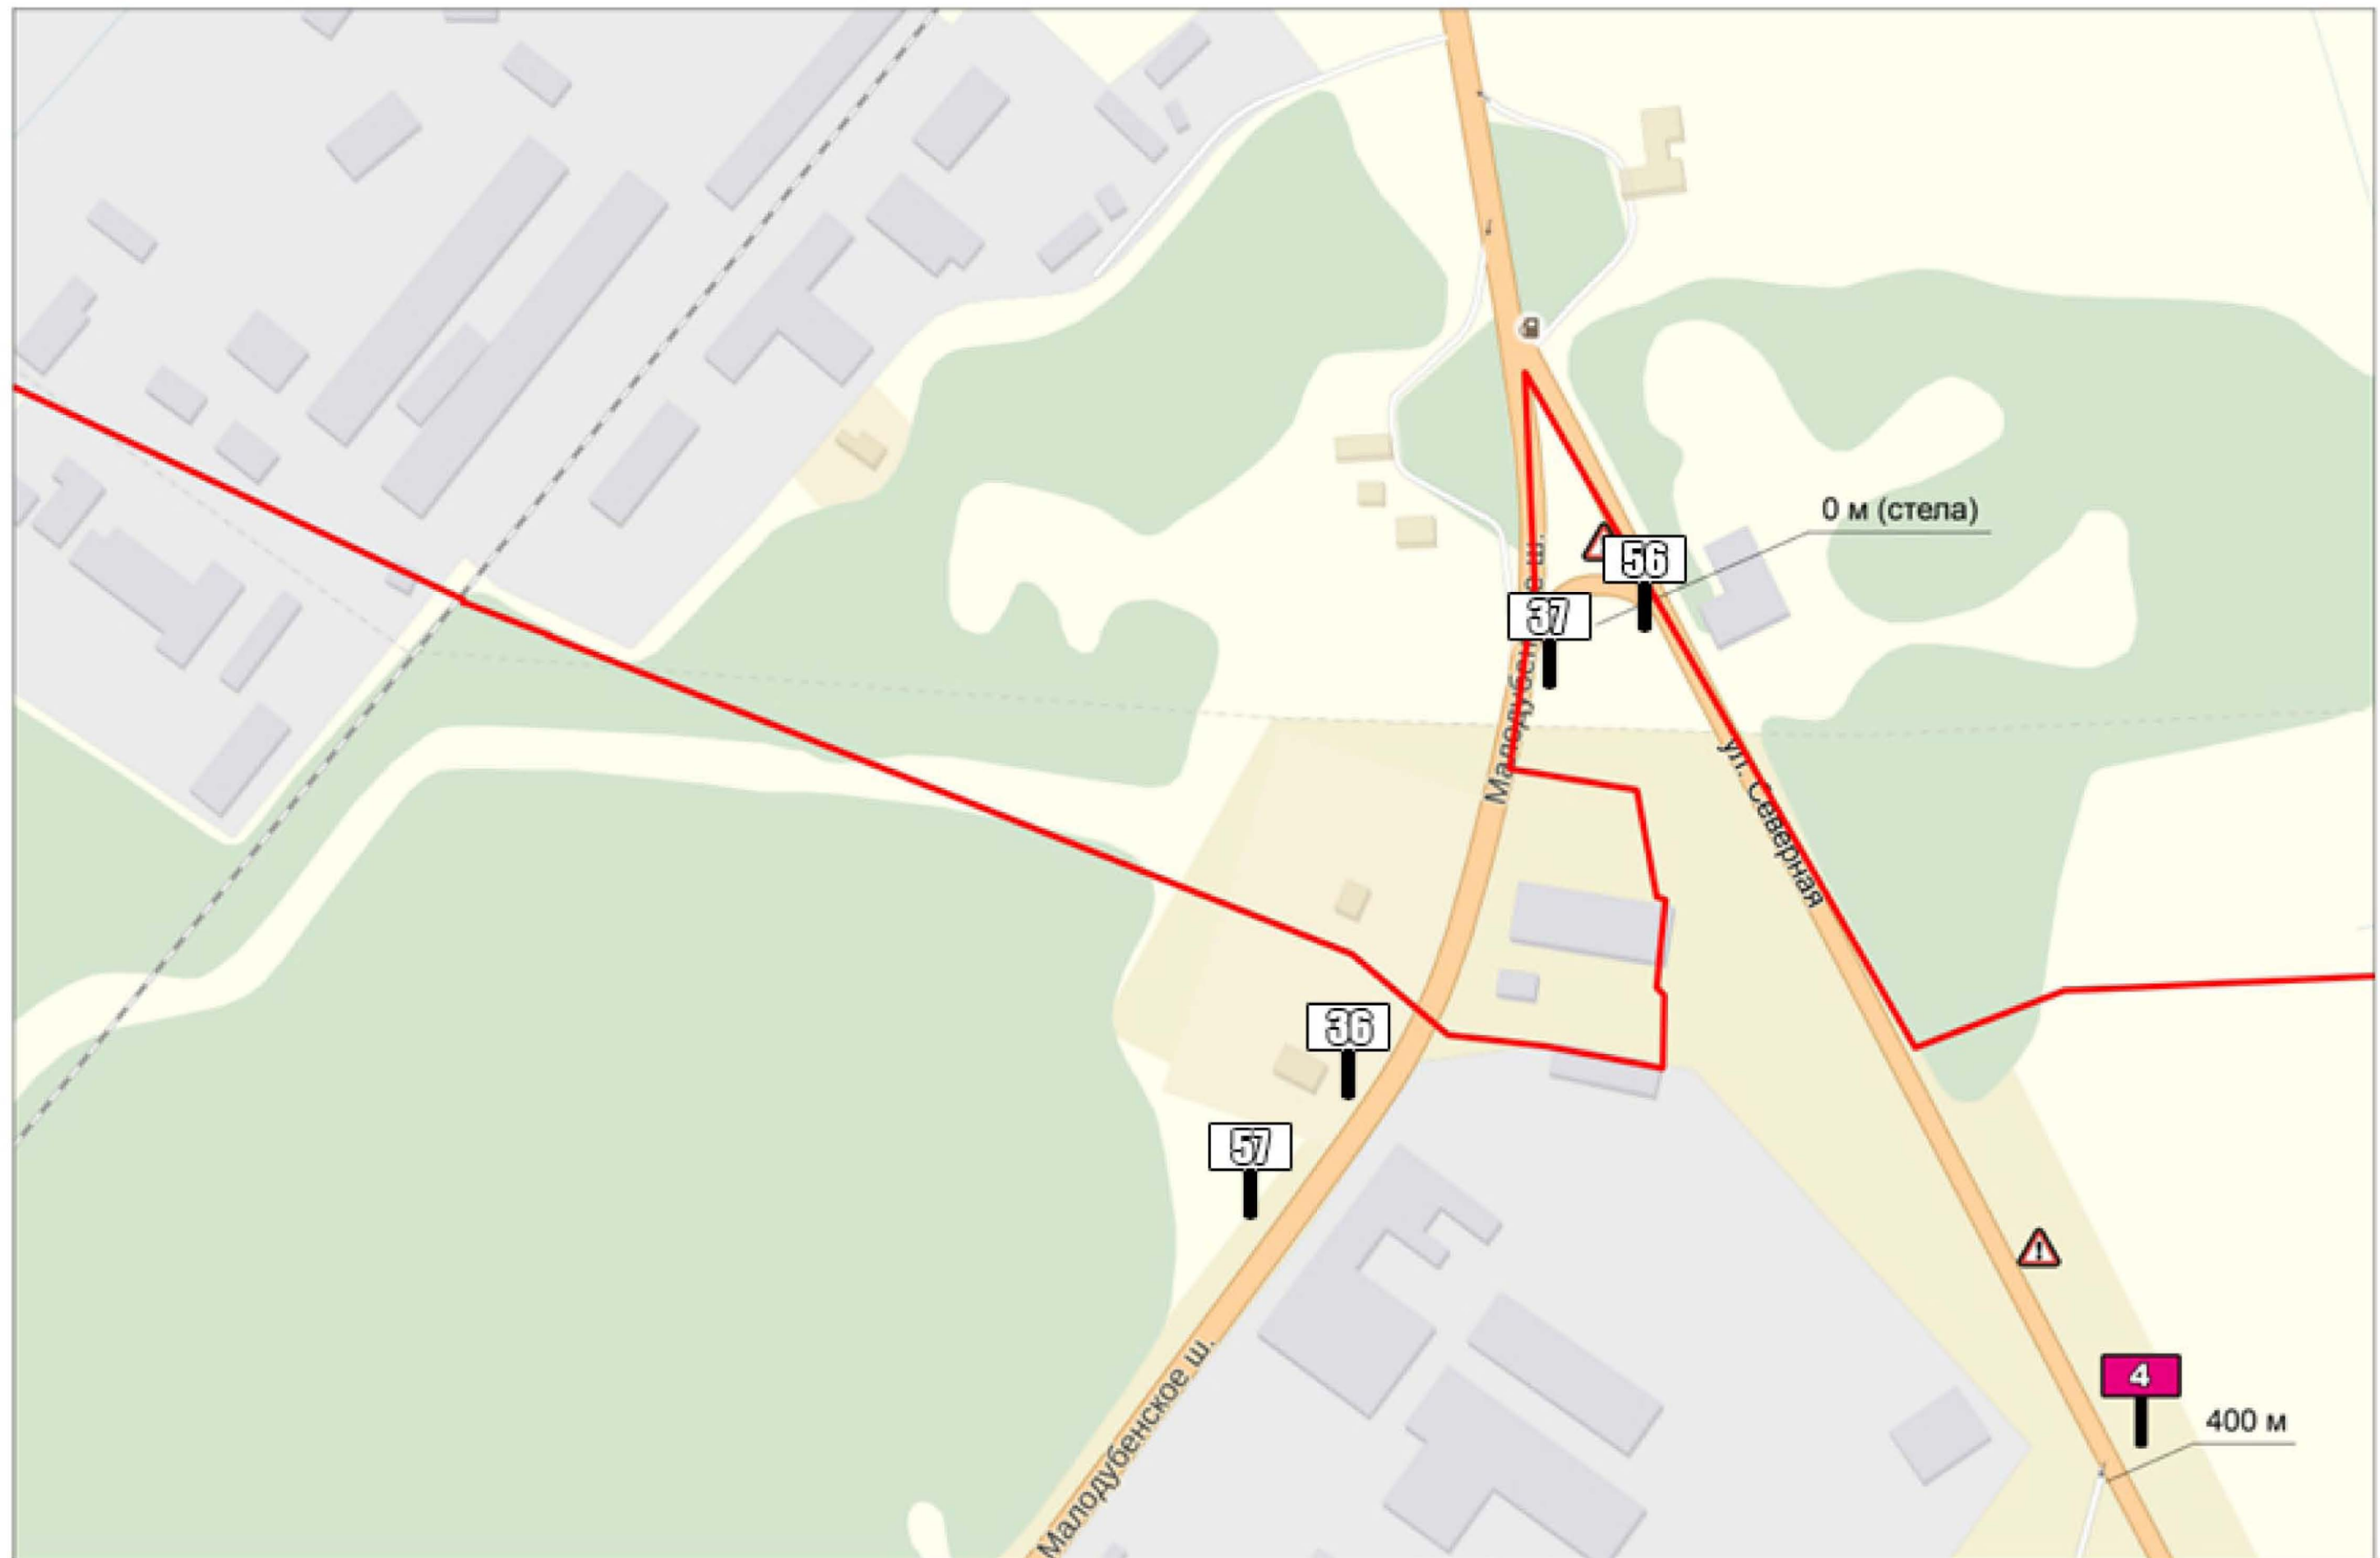 0 м (стела)
56
37
Малодубенское ш.
ул. Северная
36
57
4
400 м
Малодубенское ш.